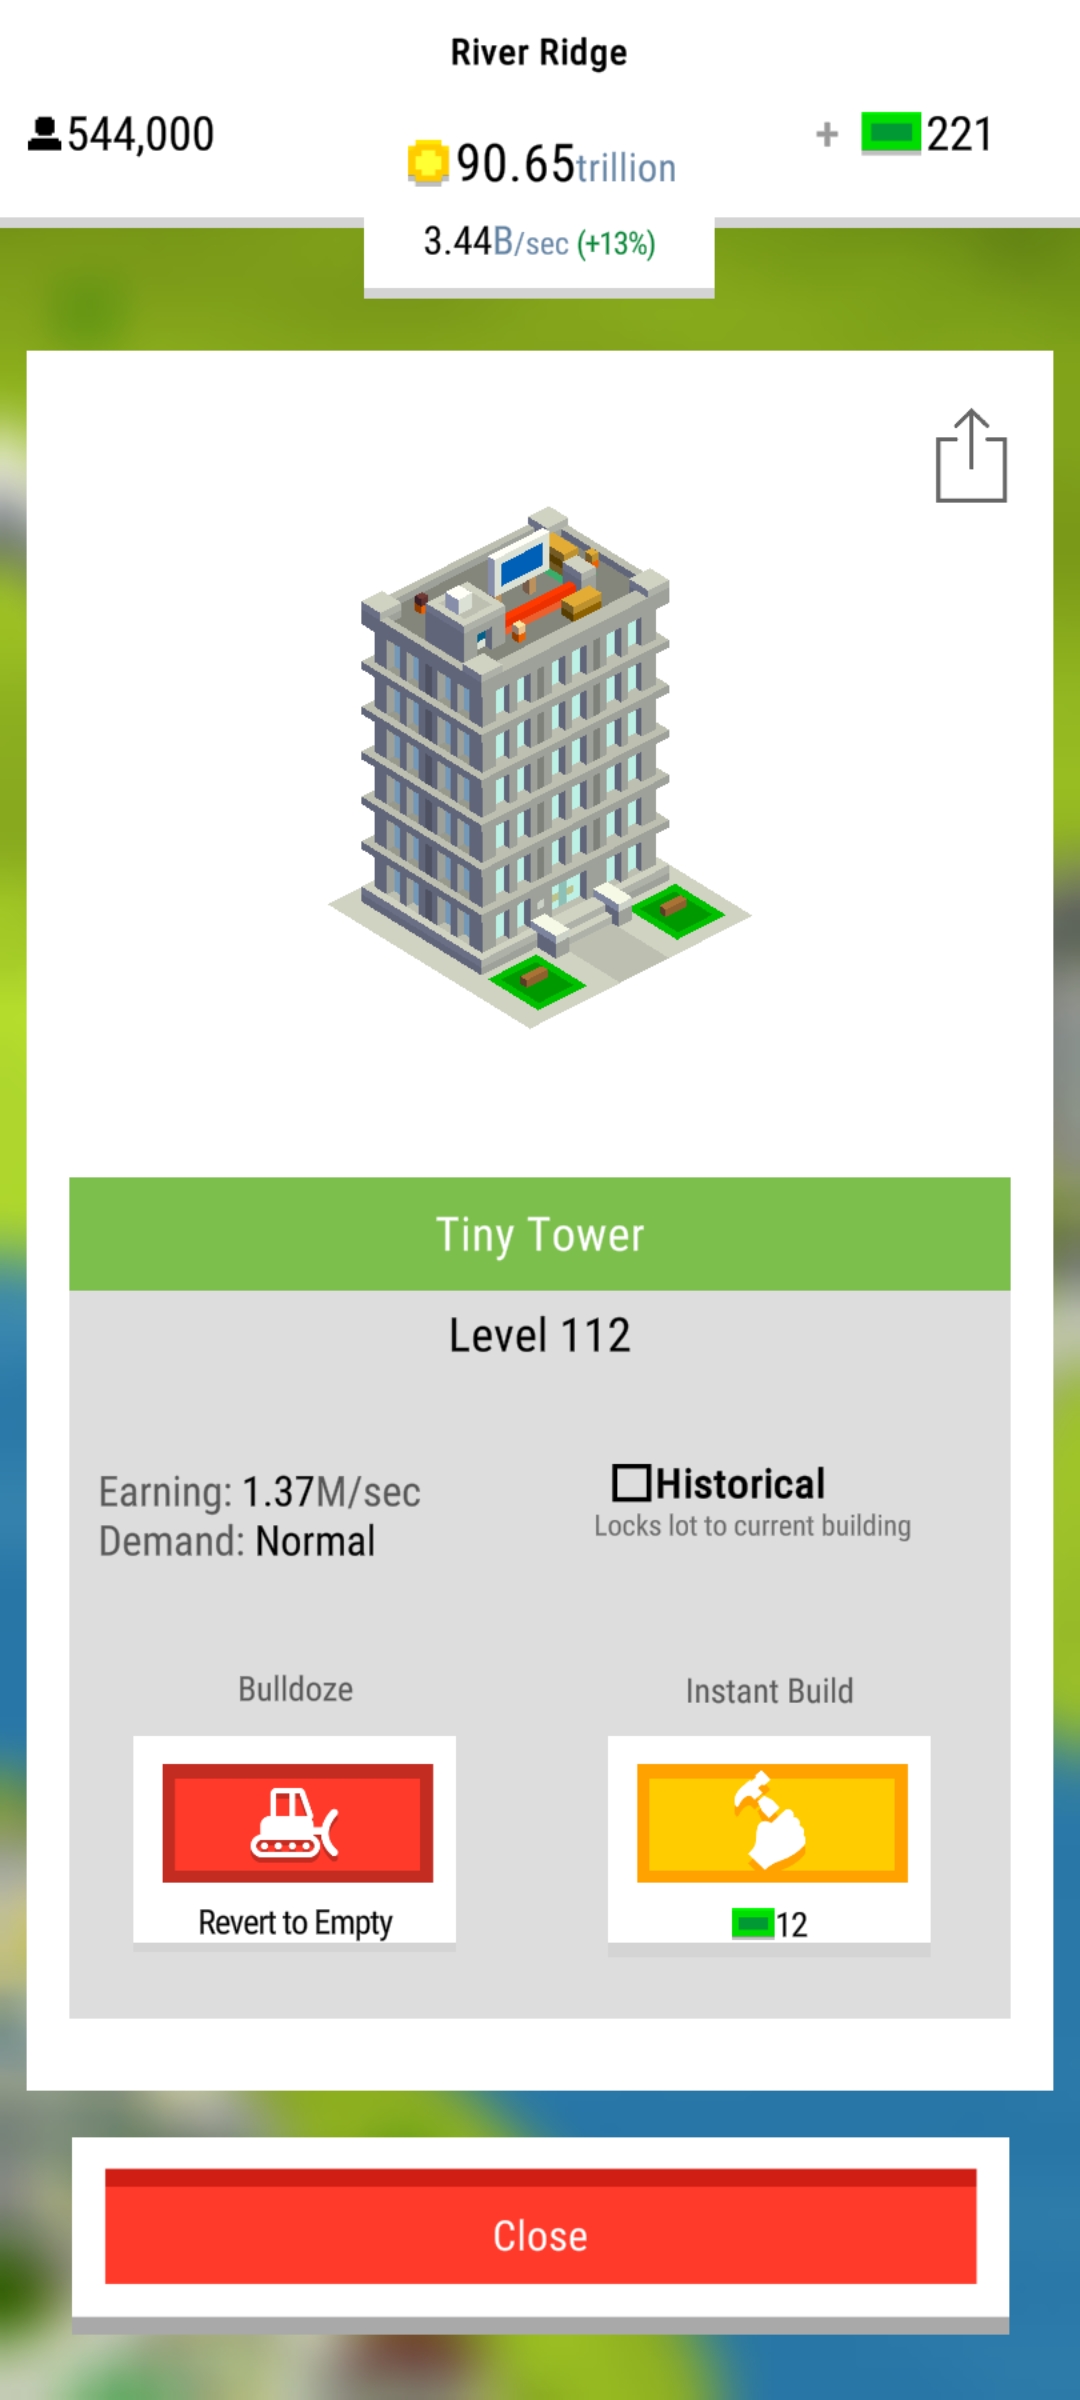 River Ridge
544,000
90.65trillion
+ 221
3.44B/sec (+13%)
Tiny Tower
Level 112
Earning: 1.37M/sec
Demand: Normal
Historical
Locks lot to current building
Bulldoze
Revert to Empty
Instant Build
12
Close